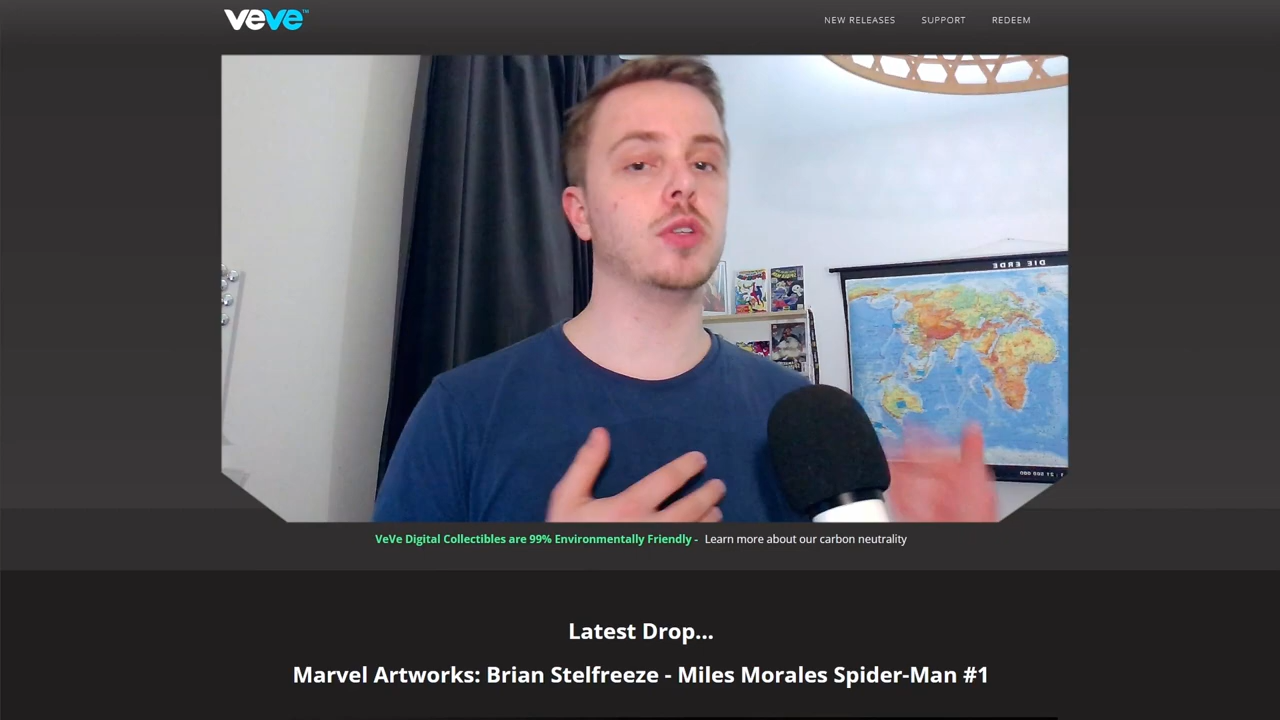 veve™
NEW RELEASES SUPPORT REDEEM
DIE ERDE
VeVe Digital Collectibles are 99% Environmentally Friendly - Learn more about our carbon neutrality
Latest Drop...
Marvel Artworks: Brian Stelfreeze - Miles Morales Spider-Man #1